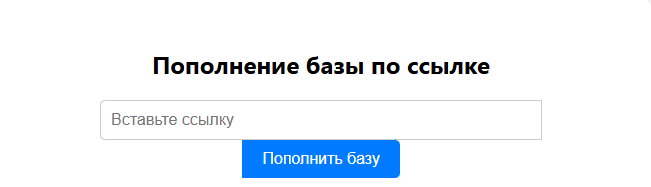 Пополнение базы по ссылке
Вставьте ссылку
Пополнить базу